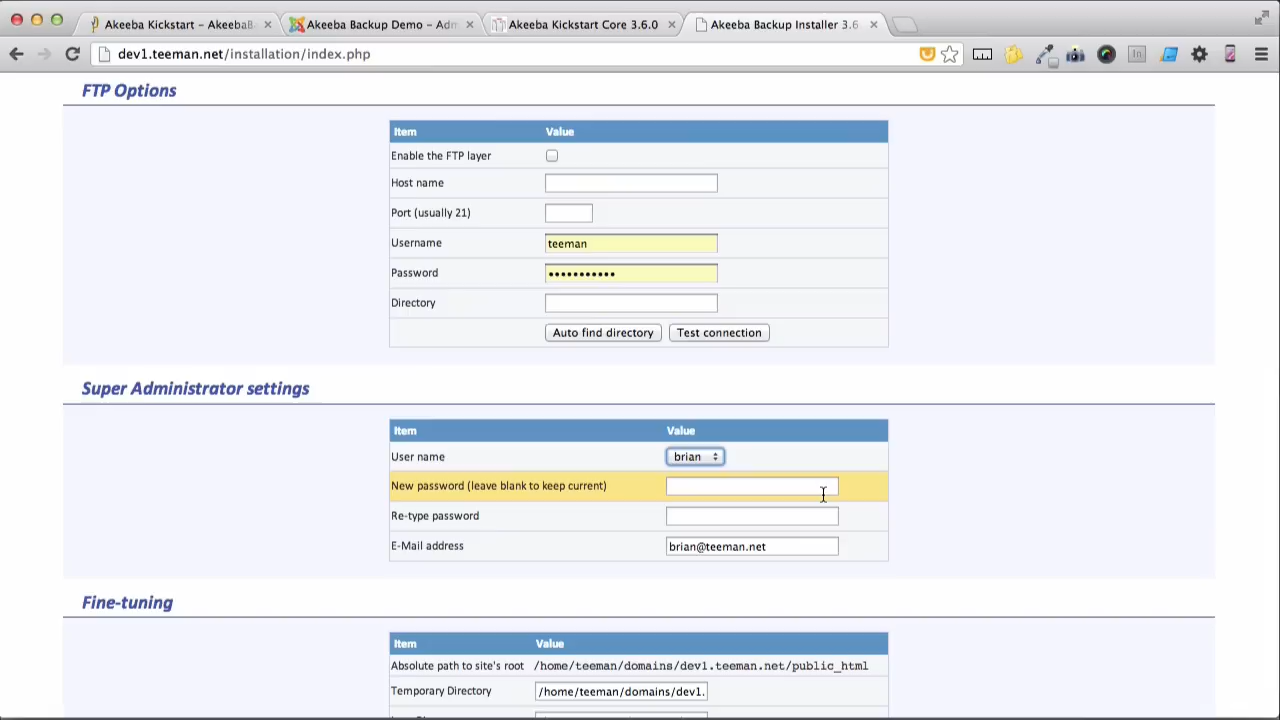 Akeeba Kickstart – AkeebaB
Akeeba Backup Demo – Adm
Akeeba Kickstart Core 3.6.0
Akeeba Backup Installer 3.6
dev1.teeman.net/installation/index.php
FTP Options
Item Value
Enable the FTP layer
Host name
Port (usually 21)
Username teeman
Password •••••••••••
Directory
Auto find directory Test connection
Super Administrator settings
Item Value
User name brian
New password (leave blank to keep current)
Re-type password
E-Mail address brian@teeman.net
Fine-tuning
Item Value
Absolute path to site's root /home/teeman/domains/dev1.teeman.net/public_html
Temporary Directory /home/teeman/domains/dev1.